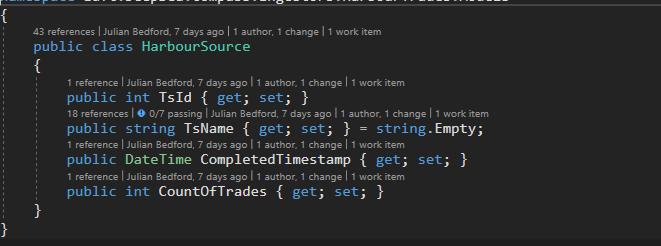 {
43 references | Julian Bedford, 7 days ago | 1 author, 1 change | 1 work item
public class HarbourSource
{
1 reference | Julian Bedford, 7 days ago | 1 author, 1 change | 1 work item
public int TsId { get; set; }
18 references | 0/7 passing | Julian Bedford, 7 days ago | 1 author, 1 change | 1 work item
public string TsName { get; set; } = string.Empty;
1 reference | Julian Bedford, 7 days ago | 1 author, 1 change | 1 work item
public DateTime CompletedTimestamp { get; set; }
1 reference | Julian Bedford, 7 days ago | 1 author, 1 change | 1 work item
public int CountOfTrades { get; set; }
}
}